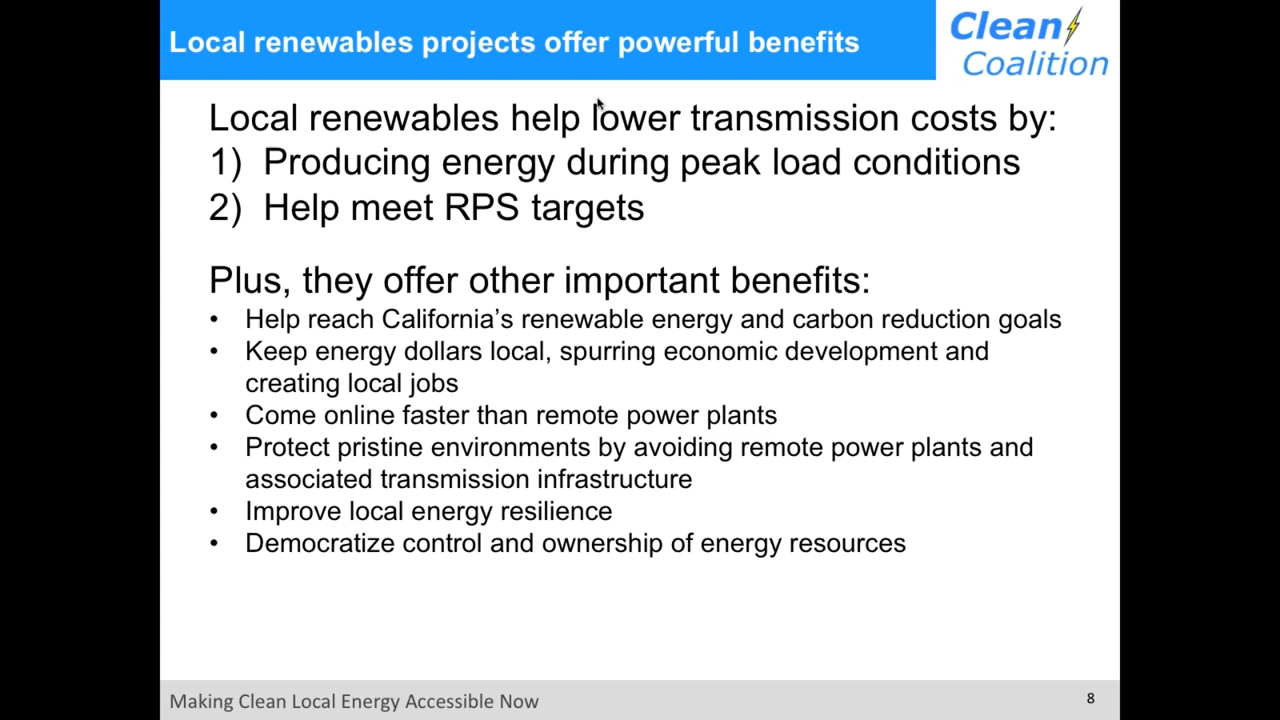 Local renewables projects offer powerful benefits
Clean
Coalition
Local renewables help lower transmission costs by:
1) Producing energy during peak load conditions
2) Help meet RPS targets
Plus, they offer other important benefits:
• Help reach California’s renewable energy and carbon reduction goals
• Keep energy dollars local, spurring economic development and
creating local jobs
• Come online faster than remote power plants
• Protect pristine environments by avoiding remote power plants and
associated transmission infrastructure
• Improve local energy resilience
• Democratize control and ownership of energy resources
Making Clean Local Energy Accessible Now
8